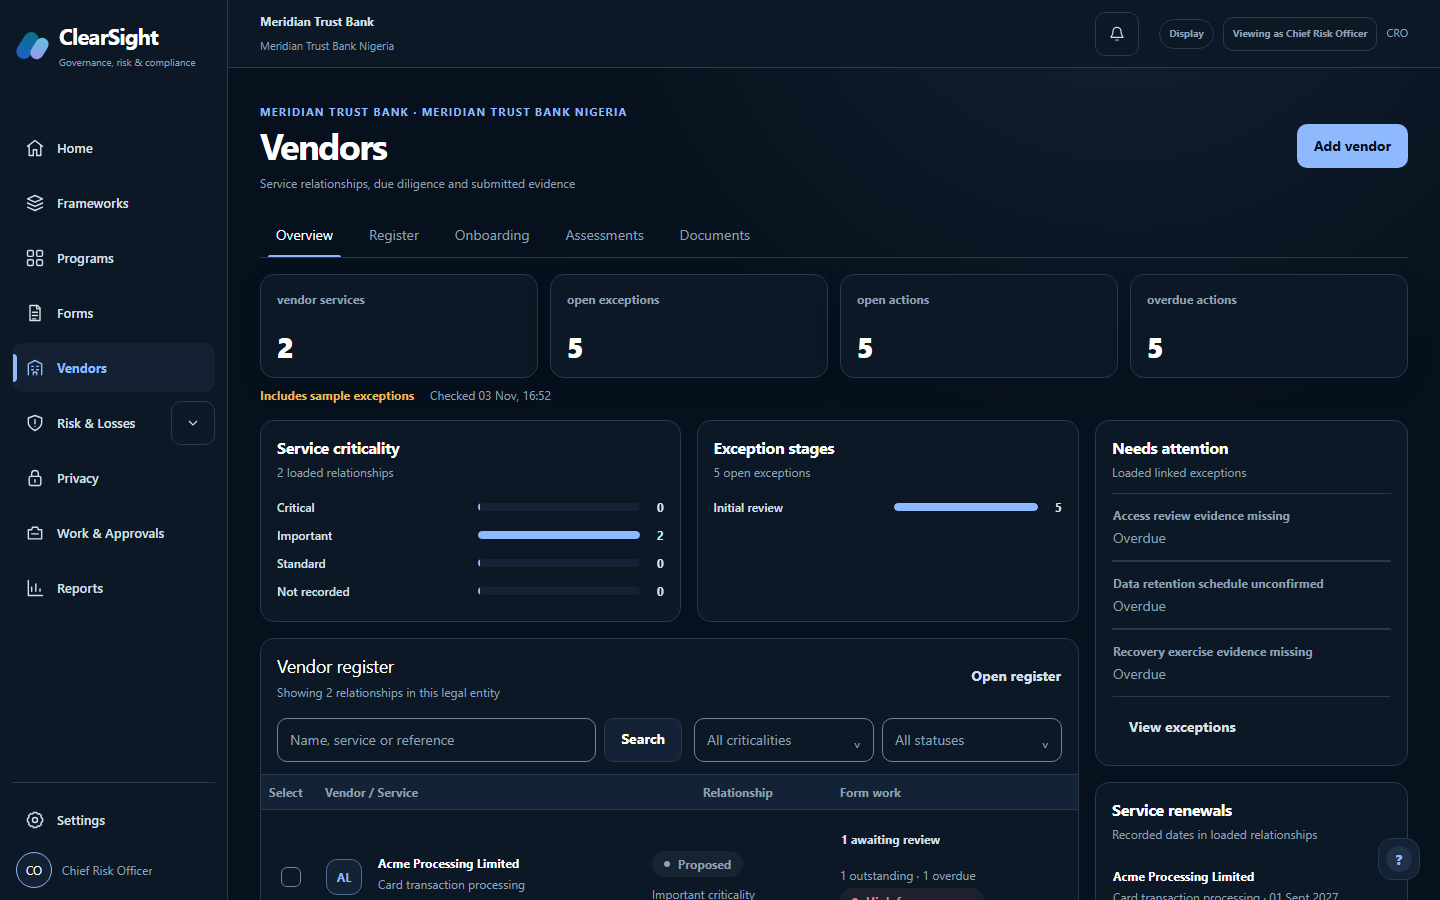 ClearSight
Governance, risk & compliance
Home
Frameworks
Programs
Forms
Vendors
Risk & Losses
Privacy
Work & Approvals
Reports
Settings
CO
Chief Risk Officer
Meridian Trust Bank
Meridian Trust Bank Nigeria
Display
Viewing as Chief Risk Officer
CRO
MERIDIAN TRUST BANK · MERIDIAN TRUST BANK NIGERIA
Vendors
Service relationships, due diligence and submitted evidence
Add vendor
Overview
Register
Onboarding
Assessments
Documents
vendor services
2
open exceptions
5
open actions
5
overdue actions
5
Includes sample exceptions
Checked 03 Nov, 16:52
Service criticality
2 loaded relationships
Critical 0
Important 2
Standard 0
Not recorded 0
Exception stages
5 open exceptions
Initial review 5
Needs attention
Loaded linked exceptions
Access review evidence missing
Overdue
Data retention schedule unconfirmed
Overdue
Recovery exercise evidence missing
Overdue
View exceptions
Vendor register
Showing 2 relationships in this legal entity
Open register
Name, service or reference
Search
All criticalities
All statuses
Select
Vendor / Service
Relationship
Form work
AL
Acme Processing Limited
Card transaction processing
Proposed
Important criticality
1 awaiting review
1 outstanding · 1 overdue
Service renewals
Recorded dates in loaded relationships
Acme Processing Limited
Card transaction processing · 01 Sept 2027
?